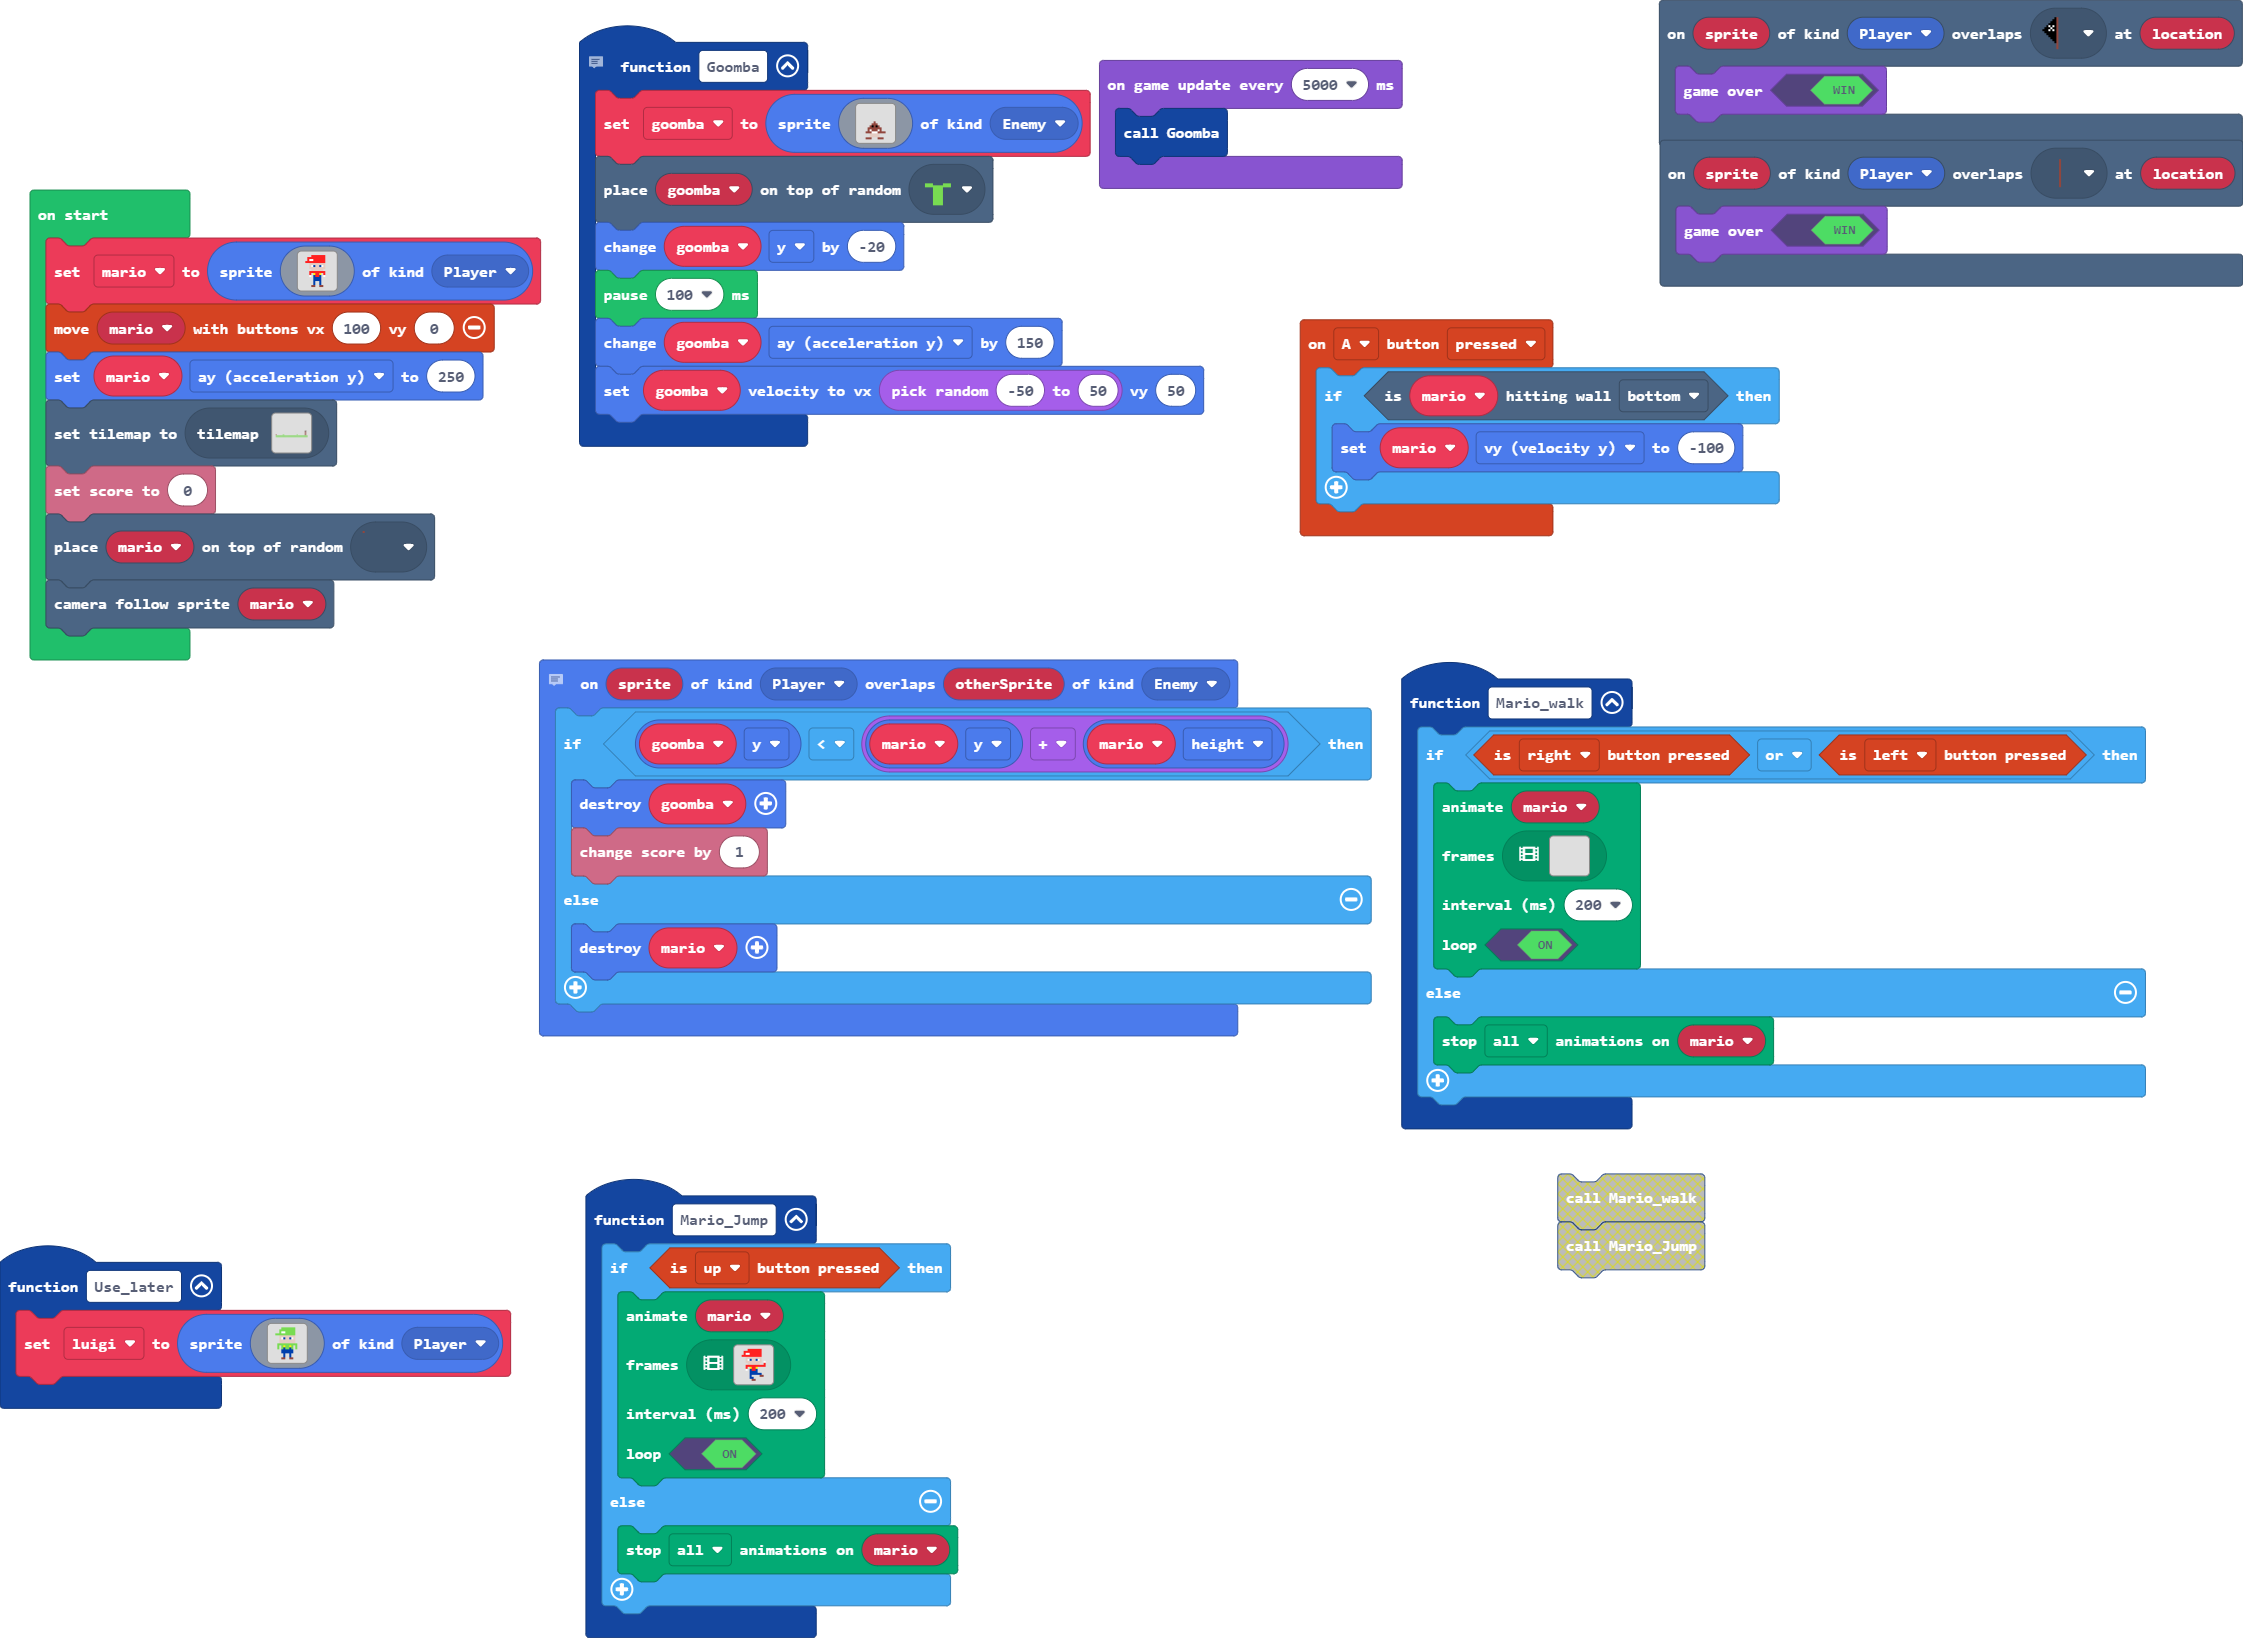 on start
set mario to sprite of kind Player
move mario with buttons vx 100 vy 0
set mario ay (acceleration y) to 250
set tilemap to tilemap
set score to 0
place mario on top of random
camera follow sprite mario
function Goomba
set goomba to sprite of kind Enemy
place goomba on top of random
change goomba y by -20
pause 100 ms
change goomba ay (acceleration y) by 150
set goomba velocity to vx pick random -50 to 50 vy 50
on game update every 5000 ms
call Goomba
on sprite of kind Player overlaps at location
game over WIN
on sprite of kind Player overlaps at location
game over WIN
on A button pressed
if is mario hitting wall bottom then
set mario vy (velocity y) to -100
on sprite of kind Player overlaps otherSprite of kind Enemy
if goomba y < mario y + mario height then
destroy goomba
change score by 1
else
destroy mario
function Mario_walk
if is right button pressed or is left button pressed then
animate mario
frames
interval (ms) 200
loop ON
else
stop all animations on mario
call Mario_walk
call Mario_Jump
function Use_later
set luigi to sprite of kind Player
function Mario_Jump
if is up button pressed then
animate mario
frames
interval (ms) 200
loop ON
else
stop all animations on mario